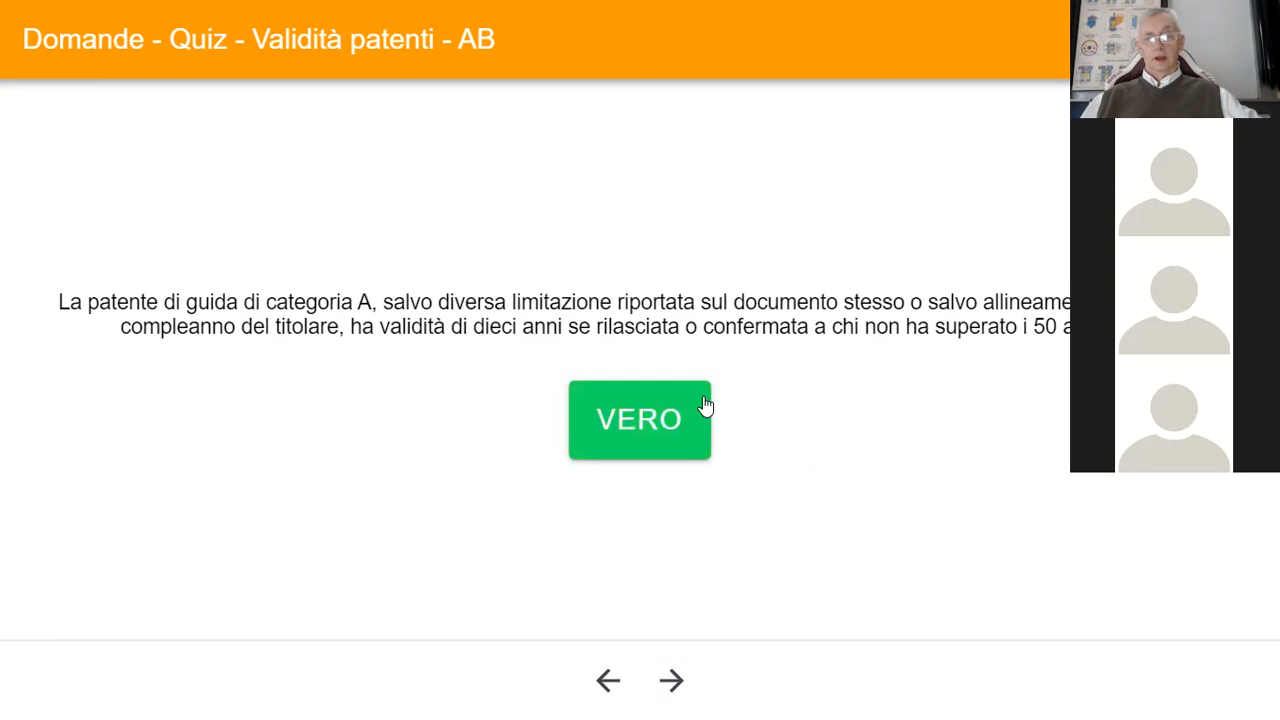 Domande - Quiz - Validità patenti - AB
La patente di guida di categoria A, salvo diversa limitazione riportata sul documento stesso o salvo
compleanno del titolare, ha validità di dieci anni se rilasciata o confermata a chi non ha superato i 50
VERO